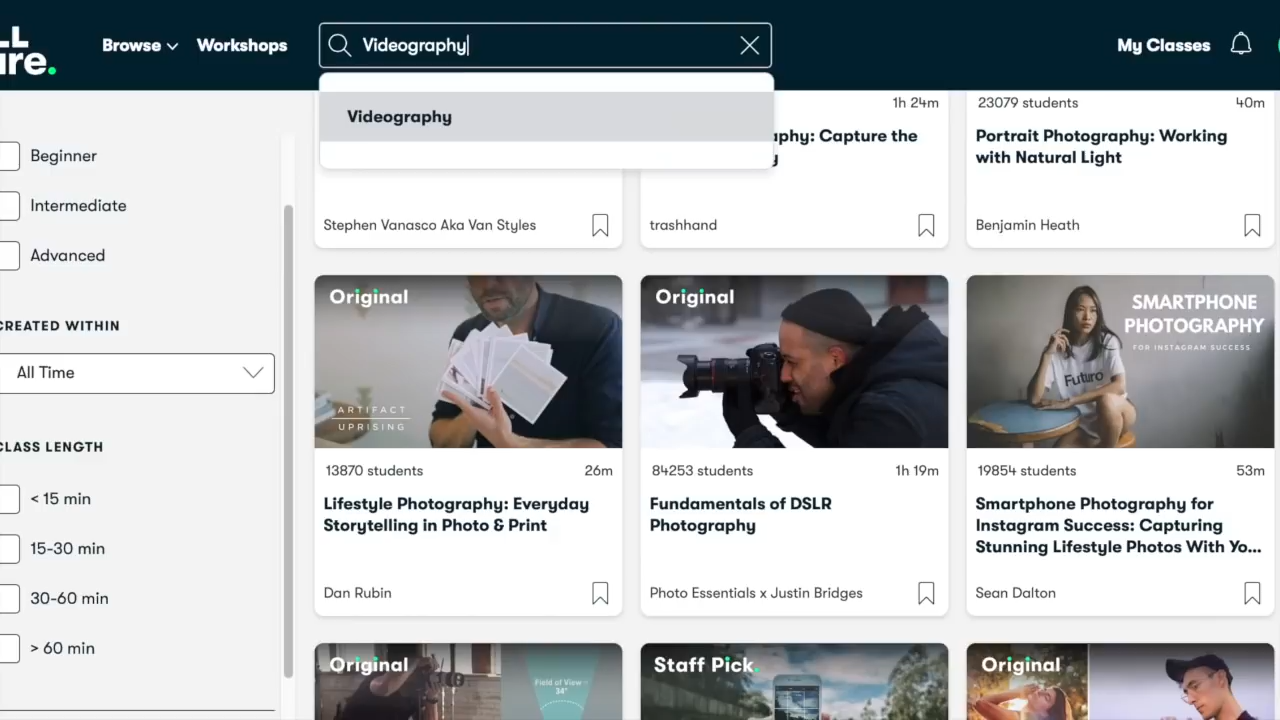 LL
are.
Browse
Workshops
Videography
My Classes
Videography
Beginner
Intermediate
Advanced
CREATED WITHIN
All Time
CLASS LENGTH
< 15 min
15-30 min
30-60 min
> 60 min
Stephen Vanasco Aka Van Styles
1h 24m
aphy: Capture the
trashhand
23079 students
40m
Portrait Photography: Working
with Natural Light
Benjamin Heath
Original
ARTIFACT
UPRISING
13870 students
26m
Lifestyle Photography: Everyday
Storytelling in Photo & Print
Dan Rubin
Original
84253 students
1h 19m
Fundamentals of DSLR
Photography
Photo Essentials x Justin Bridges
SMARTPHONE
PHOTOGRAPHY
FOR INSTAGRAM SUCCESS
Futuro
19854 students
53m
Smartphone Photography for
Instagram Success: Capturing
Stunning Lifestyle Photos With Yo...
Sean Dalton
Original
Field of View
34°
Staff Pick.
Original